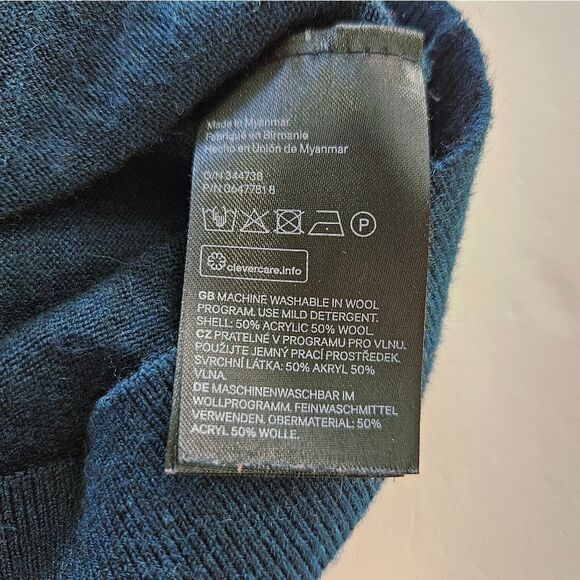 Made in Myanmar
Fabriqué en Birmanie
Hecho en Unión de Myanmar
O/N 344738
P/N 0647781 8
P
clevercare.info
GB MACHINE WASHABLE IN WOOL
PROGRAM. USE MILD DETERGENT.
SHELL: 50% ACRYLIC 50% WOOL.
CZ PRATELNÉ V PROGRAMU PRO VLNU.
POUŽIJTE JEMNÝ PRACÍ PROSTŘEDEK.
SVRCHNÍ LÁTKA: 50% AKRYL 50%
VLNA.
DE MASCHINENWASCHBAR IM
WOLLPROGRAMM. FEINWASCHMITTEL
VERWENDEN. OBERMATERIAL: 50%
ACRYL 50% WOLLE.